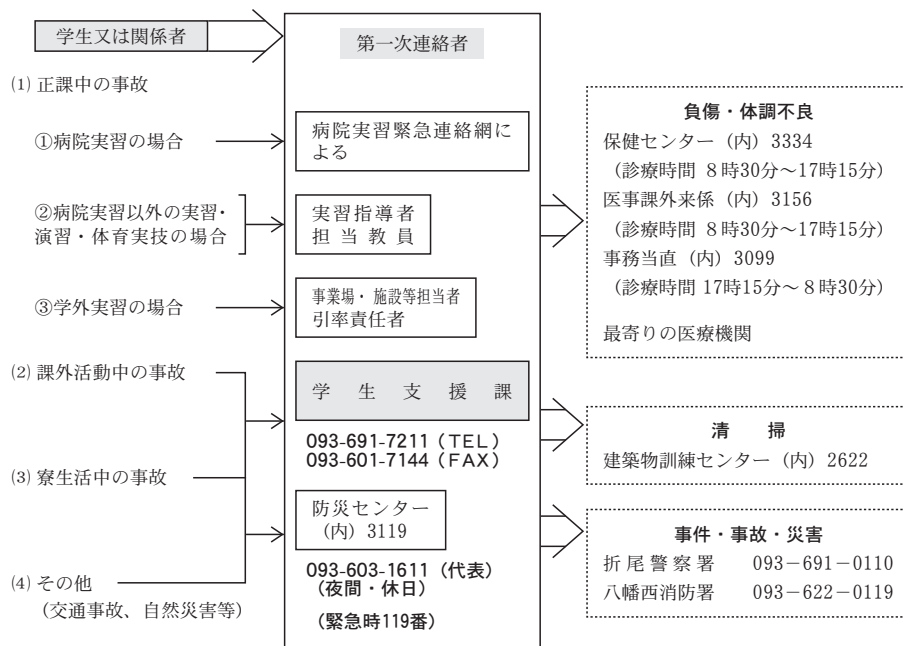 学生又は関係者
第一次連絡者
⑴ 正課中の事故
①病院実習の場合
病院実習緊急連絡網に
よる
②病院実習以外の実習・
演習・体育実技の場合
実習指導者
担当教員
③学外実習の場合
事業場・施設等担当者
引率責任者
⑵ 課外活動中の事故
学生支援課
093-691-7211（TEL）
093-601-7144（FAX）
⑶ 寮生活中の事故
防災センター
（内）3119
093-603-1611（代表）
（夜間・休日）
（緊急時119番）
⑷ その他
（交通事故、自然災害等）
負傷・体調不良
保健センター（内）3334
（診療時間 8時30分～17時15分）
医事課外来係（内）3156
（診療時間 8時30分～17時15分）
事務当直（内）3099
（診療時間 17時15分～8時30分）
最寄りの医療機関
清　掃
建築物訓練センター（内）2622
事件・事故・災害
折尾警察署　093－691－0110
八幡西消防署　093－622－0119